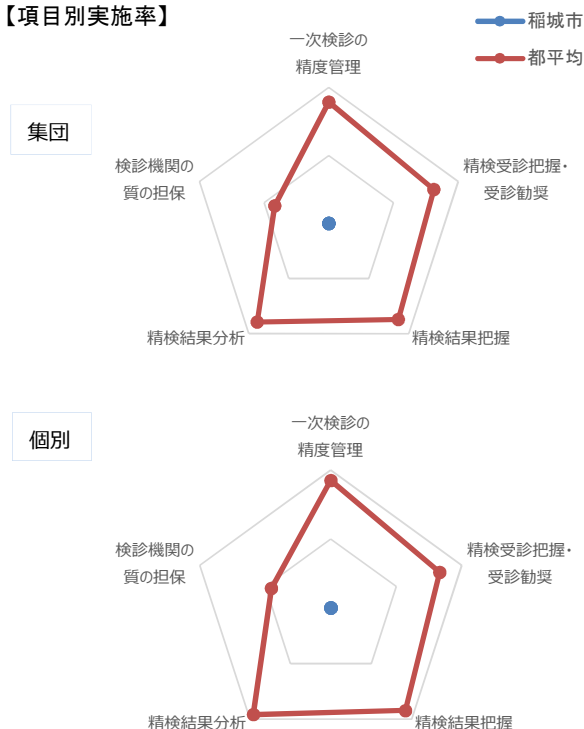 【項目別実施率】
稲城市
都平均
集団
一次検診の
精度管理
精検受診把握・
受診勧奨
精検結果把握
精検結果分析
検診機関の
質の担保
個別
一次検診の
精度管理
精検受診把握・
受診勧奨
精検結果把握
精検結果分析
検診機関の
質の担保